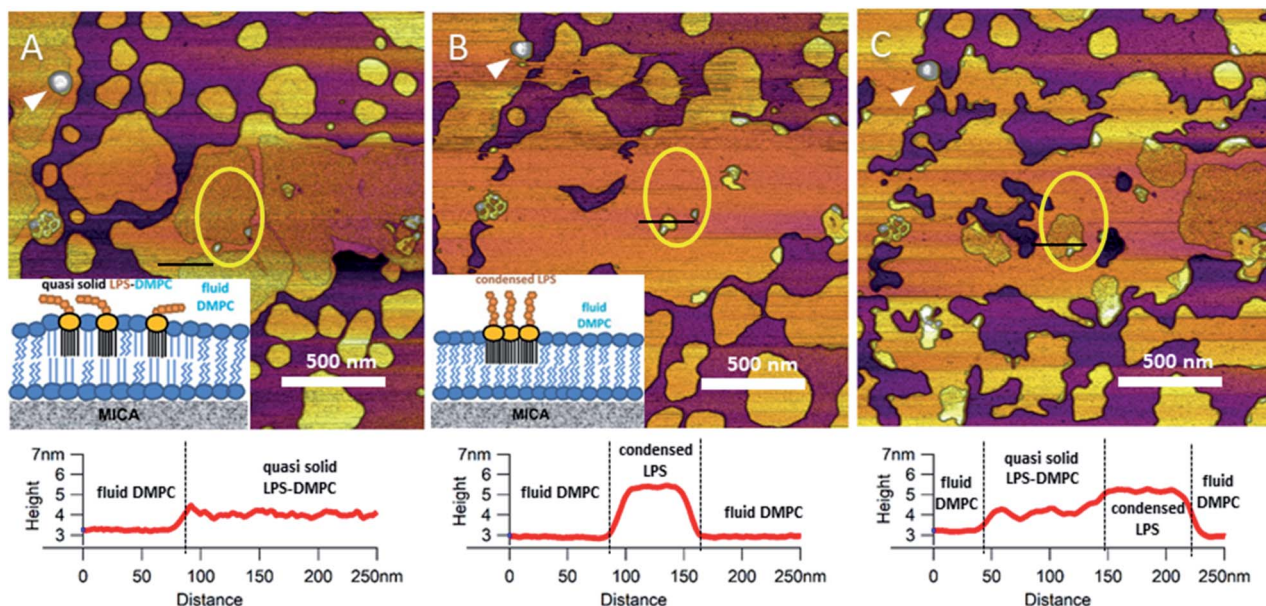 A
quasi solid LPS-DMPC
fluid
DMPC
MICA
500 nm
B
condensed LPS
fluid
DMPC
MICA
500 nm
C
500 nm
7nm
6
5
4
3
Height
fluid DMPC
quasi solid
LPS-DMPC
0
50
100
150
200
250nm
Distance
7nm
6
5
4
3
Height
fluid DMPC
condensed
LPS
fluid DMPC
0
50
100
150
200
250nm
Distance
7nm
6
5
4
3
Height
fluid
DMPC
quasi solid
LPS-DMPC
condensed
LPS
fluid
DMPC
0
50
100
150
200
250nm
Distance